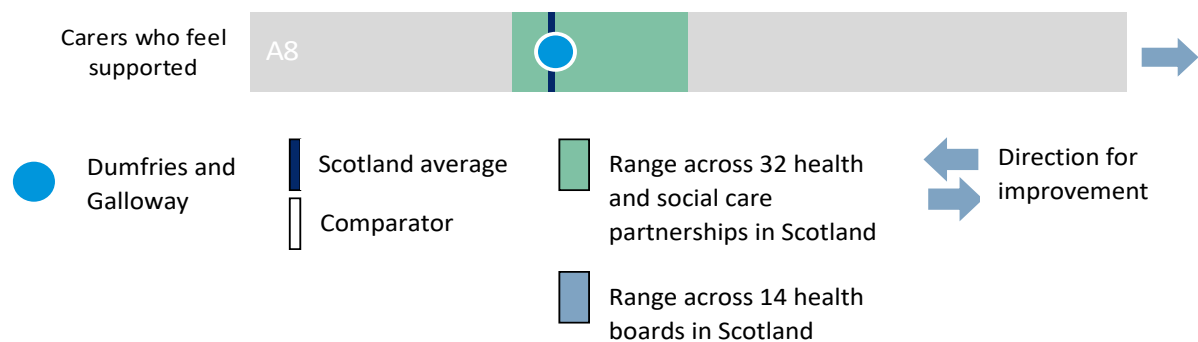 Carers who feel
supported
A8
Dumfries and
Galloway
Scotland average
Comparator
Range across 32 health
and social care
partnerships in Scotland
Range across 14 health
boards in Scotland
Direction for
improvement